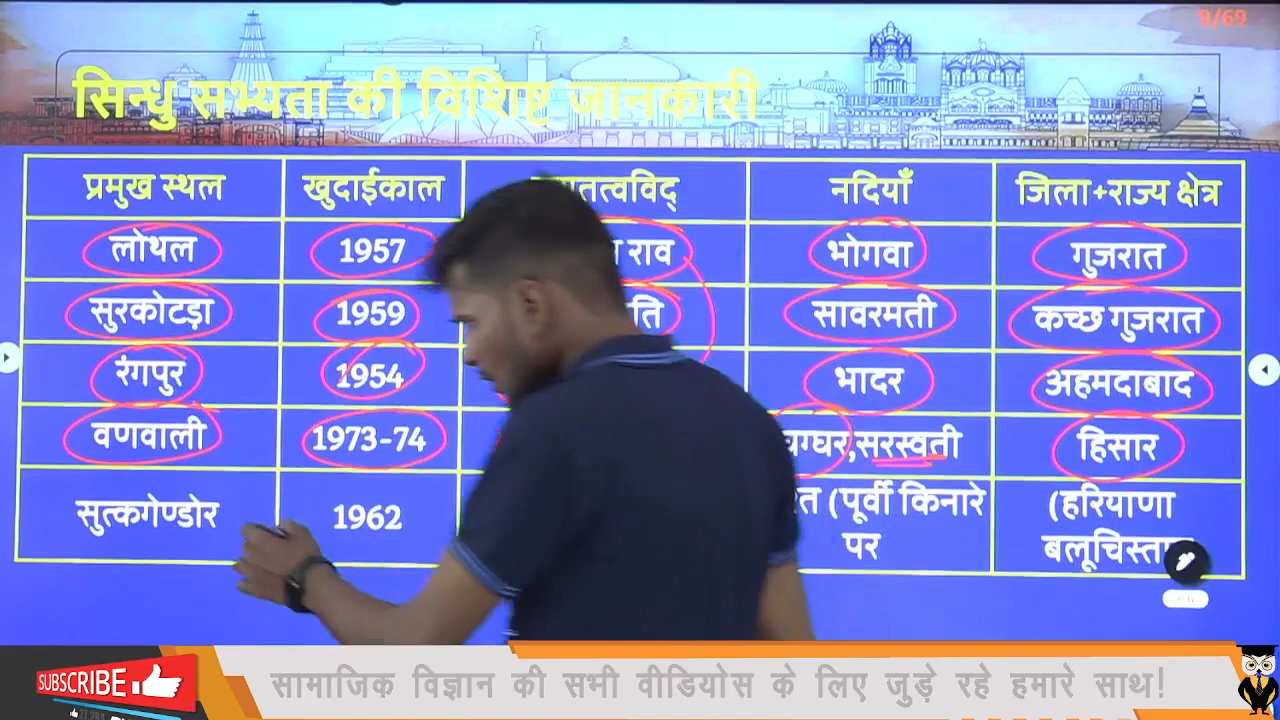 9/69
सिन्धु सभ्यता की विशिष्ट जानकारी
प्रमुख स्थल खुदाईकाल नदियाँ जिला+राज्य क्षेत्र
लोथल 1957 राव भोगवा गुजरात
सुरकोटड़ा 1959 सावरमती कच्छ गुजरात
रंगपुर 1954 भादर अहमदाबाद
वणवाली 1973-74 सरस्वती हिसार
सुत्कगेण्डोर 1962 (पूर्वी किनारे पर (हरियाणा
SUBSCRIBE
सामाजिक विज्ञान की सभी वीडियोस के लिए जुड़े रहे हमारे साथ!